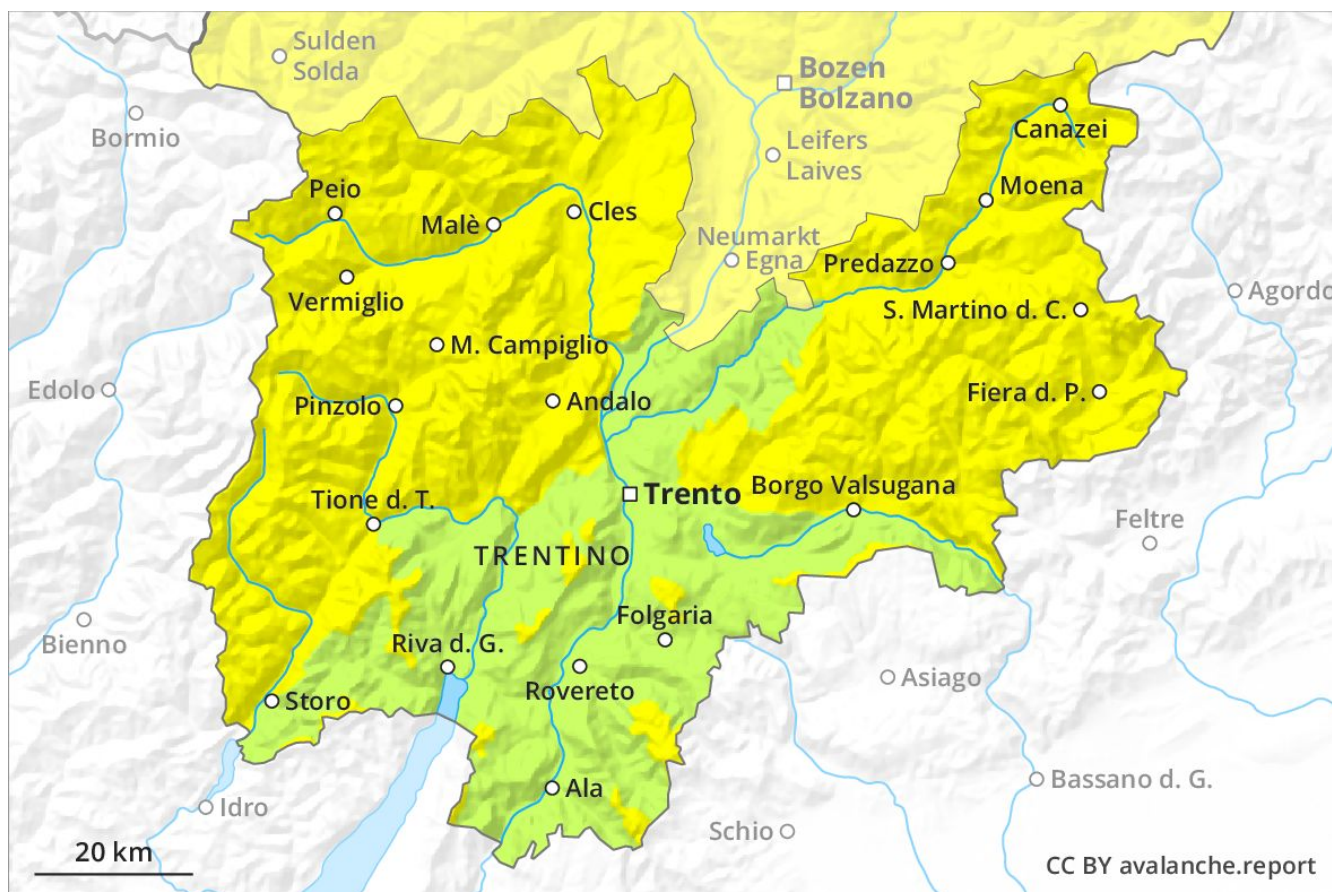 Sulden
Solda
Bozen
Bolzano
Bormio
Canazei
Leifers
Laives
Moena
Peio
Malè
Cles
Neumarkt
Egna
Predazzo
Vermiglio
S. Martino d. C.
Agordo
M. Campiglio
Edolo
Pinzolo
Andalo
Fiera d. P.
Tione d. T.
Trento
Borgo Valsugana
Feltre
TRENTINO
Folgaria
Bienno
Riva d. G.
Rovereto
Asiago
Storo
Ala
Bassano d. G.
Idro
Schio
20 km
CC BY avalanche.report